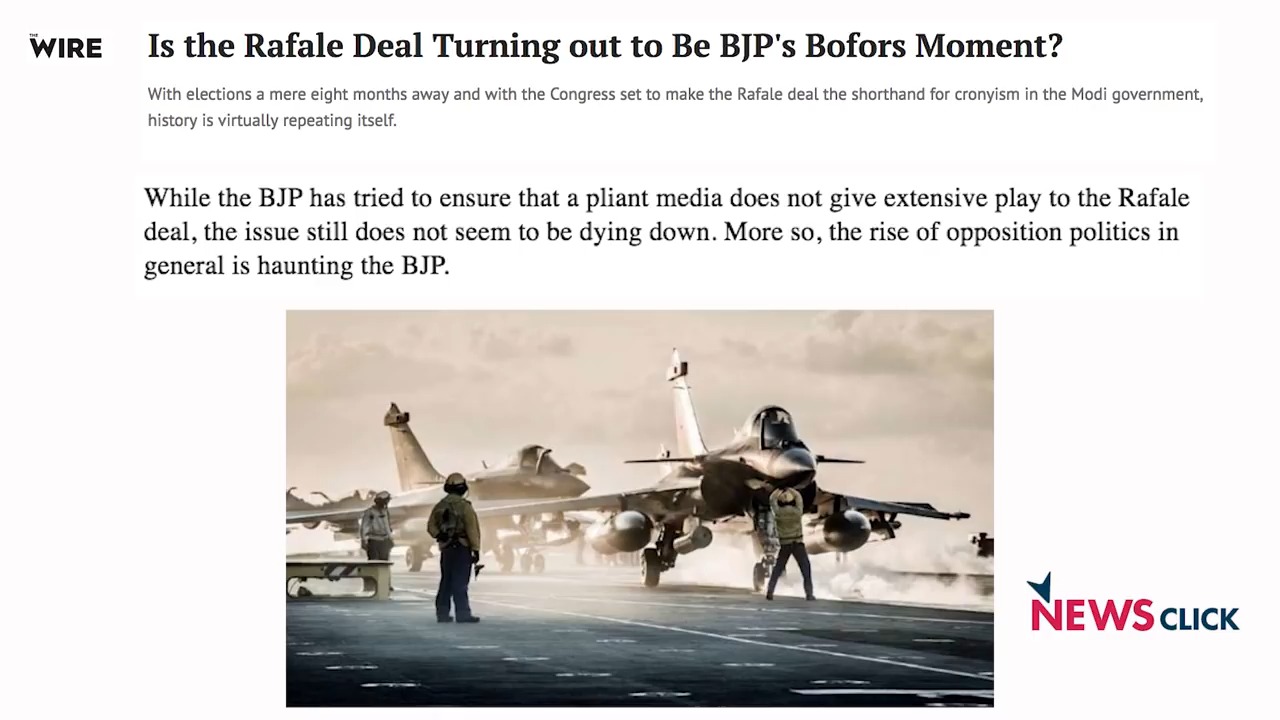 THE
WIRE
Is the Rafale Deal Turning out to Be BJP's Bofors Moment?
With elections a mere eight months away and with the Congress set to make the Rafale deal the shorthand for cronyism in the Modi government,
history is virtually repeating itself.
While the BJP has tried to ensure that a pliant media does not give extensive play to the Rafale
deal, the issue still does not seem to be dying down. More so, the rise of opposition politics in
general is haunting the BJP.
NEWSCLICK